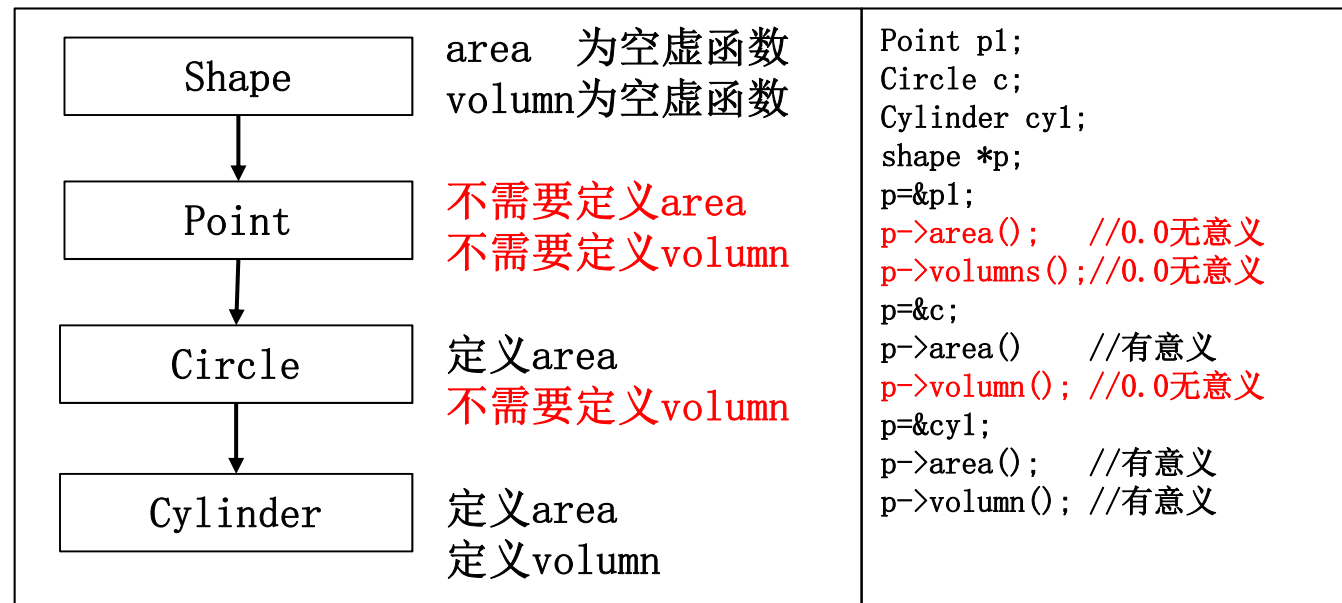 Shape
area 为空虚函数
volumn为空虚函数
Point
不需要定义area
不需要定义volumn
Circle
定义area
不需要定义volumn
Cylinder
定义area
定义volumn
Point p1;
Circle c;
Cylinder cy1;
shape *p;
p=&p1;
p->area(); //0.0无意义
p->volumns();//0.0无意义
p=&c;
p->area() //有意义
p->volumn(); //0.0无意义
p=&cy1;
p->area(); //有意义
p->volumn(); //有意义